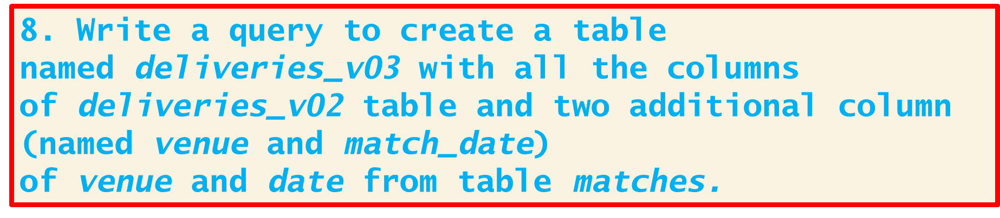 8. Write a query to create a table
named deliveries_v03 with all the columns
of deliveries_v02 table and two additional column
(named venue and match_date)
of venue and date from table matches.